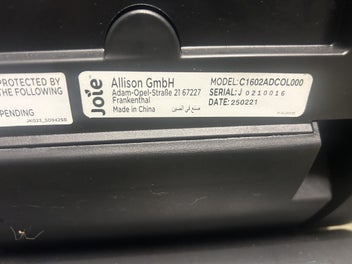 PROTECTED BY
THE FOLLOWING
PENDING
JK023_S09429B
Joie
Allison GmbH
Adam-Opel-Straße 21 67227
Frankenthal
Made in China صنع في الصين
MODEL:C1602ADCOL000
SERIAL:J 0210016
DATE:250221